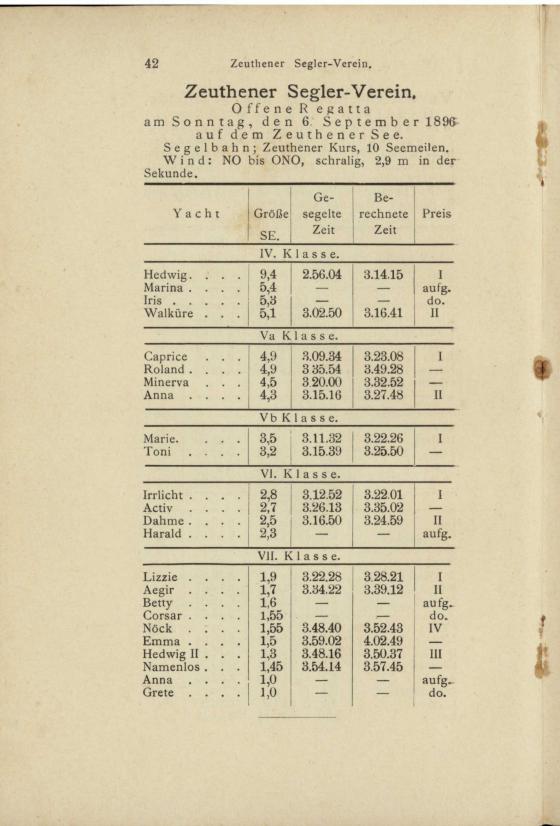 42 Zeuthener Segler-Verein.
Zeuthener Segler-Verein.
Offene Regatta
am Sonntag, den 6. September 1896
auf dem Zeuthener See.
Segelbahn; Zeuthener Kurs, 10 Seemeilen.
Wind: NO bis ONO, schralig, 2,9 m in der
Sekunde.
Yacht Größe SE. Ge-segelte Zeit Be-rechnete Zeit Preis
IV. Klasse.
Hedwig. . . . 9,4 2.56.04 3.14.15 I
Marina . . . . 5,4 — — aufg.
Iris . . . . . 5,3 — — do.
Walküre . . . 5,1 3.02.50 3.16.41 II
Va Klasse.
Caprice . . . 4,9 3.09.34 3.23.08 I
Roland . . . . 4,9 3 35.54 3.49.28 —
Minerva . . . 4,5 3 20.00 3.32.52 —
Anna . . . . 4,3 3.15.16 3.27.48 II
Vb Klasse.
Marie. . . . 3,5 3.11.32 3.22.26 I
Toni . . . . 3,2 3.15.39 3.25.50 —
VI. Klasse.
Irrlicht . . . . 2,8 3.12.52 3.22.01 I
Activ . . . . 2,7 3.26.13 3.35.02 —
Dahme . . . . 2,5 3.16.50 3.24.59 II
Harald . . . . 2,3 — — aufg.
VII. Klasse.
Lizzie . . . . 1,9 3.22.28 3.28.21 I
Aegir . . . . 1,7 3.34.22 3.39.12 II
Betty . . . . 1,6 — — aufg.
Corsar . . . . 1,55 — — do.
Nöck . . . . 1,55 3.48.40 3.52.43 IV
Emma . . . . 1,5 3.59.02 4.02.49 —
Hedwig II . . . 1,3 3.48.16 3.50.37 III
Namenlos . . . 1,45 3.54.14 3.57.45 —
Anna . . . . 1,0 — — aufg.
Grete . . . . 1,0 — — do.